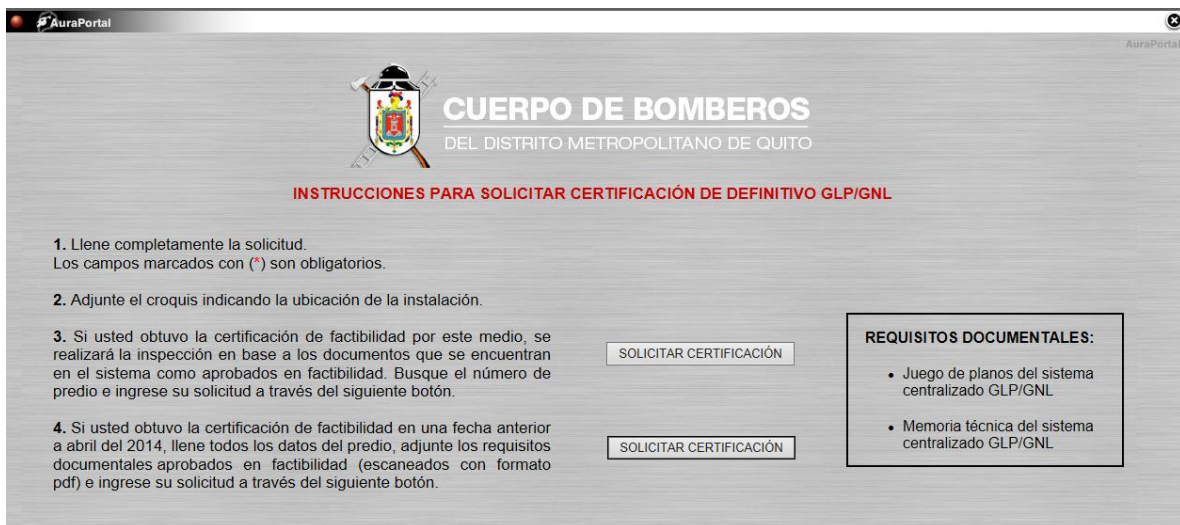 AuraPortal
AuraPortal
CUERPO DE BOMBEROS
DEL DISTRITO METROPOLITANO DE QUITO
INSTRUCCIONES PARA SOLICITAR CERTIFICACIÓN DE DEFINITIVO GLP/GNL
1. Llene completamente la solicitud.
Los campos marcados con (*) son obligatorios.
2. Adjunte el croquis indicando la ubicación de la instalación.
3. Si usted obtuvo la certificación de factibilidad por este medio, se
realizará la inspección en base a los documentos que se encuentran
en el sistema como aprobados en factibilidad. Busque el número de
predio e ingrese su solicitud a través del siguiente botón.
SOLICITAR CERTIFICACIÓN
4. Si usted obtuvo la certificación de factibilidad en una fecha anterior
a abril del 2014, llene todos los datos del predio, adjunte los requisitos
documentales aprobados en factibilidad (escaneados con formato
pdf) e ingrese su solicitud a través del siguiente botón.
SOLICITAR CERTIFICACIÓN
REQUISITOS DOCUMENTALES:
• Juego de planos del sistema
centralizado GLP/GNL
• Memoria técnica del sistema
centralizado GLP/GNL